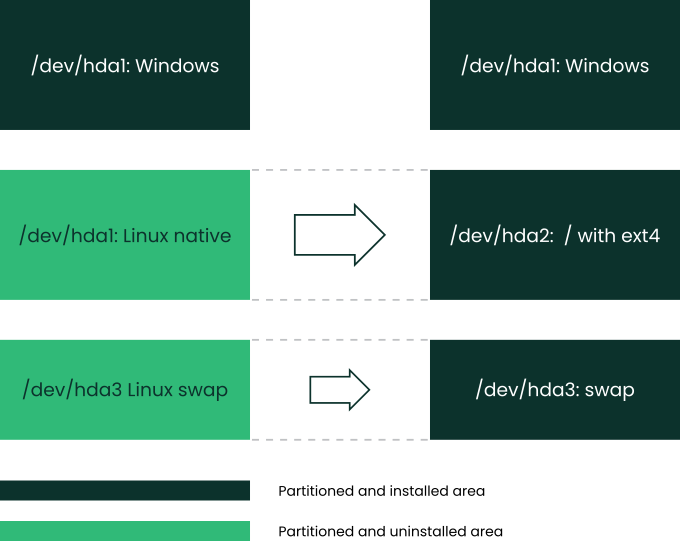 /dev/hda1: Windows
/dev/hda1: Windows
/dev/hda1: Linux native
/dev/hda2:  / with ext4
/dev/hda3 Linux swap
/dev/hda3: swap
Partitioned and installed area
Partitioned and uninstalled area